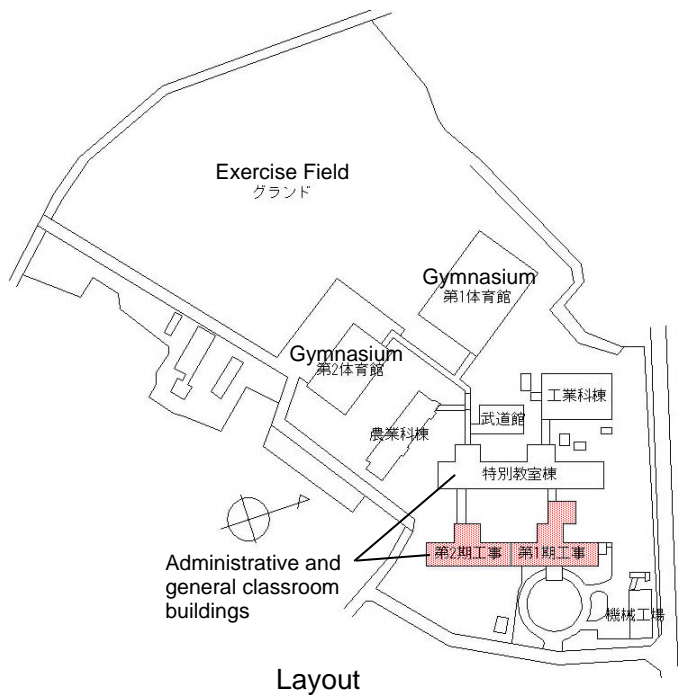 Exercise Field
グランド
Gymnasium
第1体育館
Gymnasium
第2体育館
工業科棟
武道館
農業科棟
特別教室棟
第2期工事
第1期工事
Administrative and
general classroom
buildings
機械工場
Layout